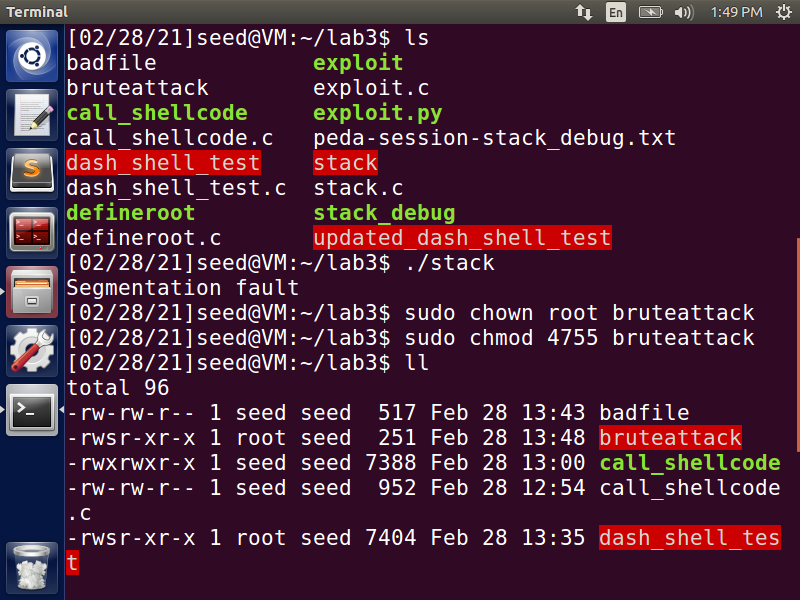 Terminal
En
1:49 PM
[02/28/21]seed@VM:~/lab3$ ls
badfile exploit
bruteattack exploit.c
call_shellcode exploit.py
call_shellcode.c peda-session-stack_debug.txt
dash_shell_test stack
dash_shell_test.c stack.c
defineroot stack_debug
defineroot.c updated_dash_shell_test
[02/28/21]seed@VM:~/lab3$ ./stack
Segmentation fault
[02/28/21]seed@VM:~/lab3$ sudo chown root bruteattack
[02/28/21]seed@VM:~/lab3$ sudo chmod 4755 bruteattack
[02/28/21]seed@VM:~/lab3$ ll
total 96
-rw-rw-r-- 1 seed seed  517 Feb 28 13:43 badfile
-rwsr-xr-x 1 root seed  251 Feb 28 13:48 bruteattack
-rwxrwxr-x 1 seed seed 7388 Feb 28 13:00 call_shellcode
-rw-rw-r-- 1 seed seed  952 Feb 28 12:54 call_shellcode
.c
-rwsr-xr-x 1 root seed 7404 Feb 28 13:35 dash_shell_tes
t